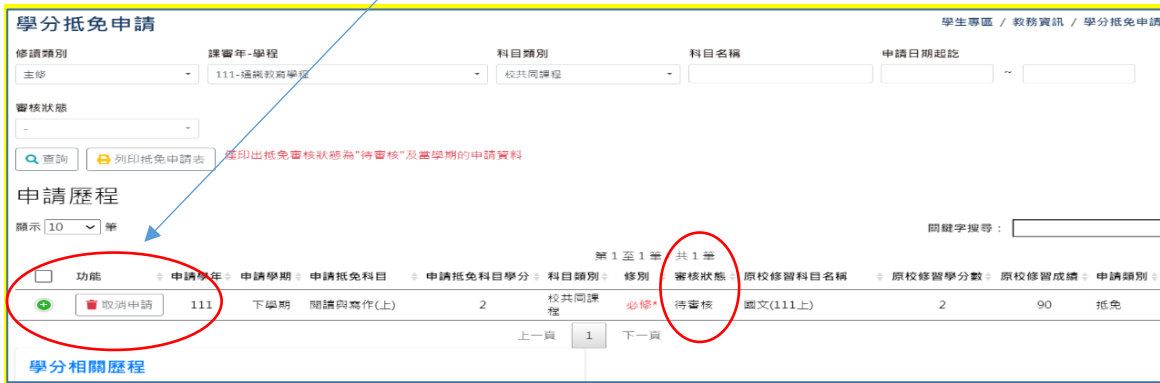 學分抵免申請 學生專區 / 教務資訊 / 學分抵免申請
修讀類別 課審年-學程 科目類別 科目名稱 申請日期起訖
主修 111-通識教育學程 校共同課程 ~
審核狀態
-
查詢 列印抵免申請表 僅印出抵免審核狀態為"待審核"及當學期的申請資料
申請歷程
顯示 10 筆 關鍵字搜尋：
第 1 至 1 筆 共 1 筆
功能 申請學年 申請學期 申請抵免科目 申請抵免科目學分 科目類別 修別 審核狀態 原校修習科目名稱 原校修習學分數 原校修習成績 申請類別
取消申請 111 下學期 閱讀與寫作(上) 2 校共同課程 必修* 待審核 國文(111上) 2 90 抵免
上一頁 1 下一頁
學分相關歷程